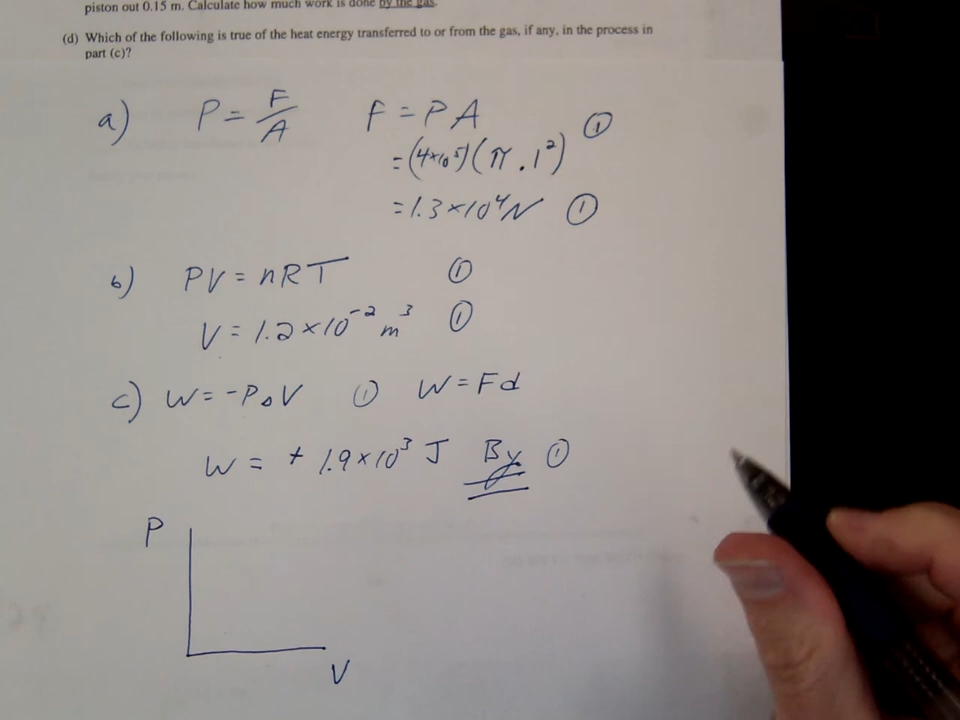 piston out 0.15 m. Calculate how much work is done by the gas.
(d) Which of the following is true of the heat energy transferred to or from the gas, if any, in the process in
part (c)?
a) P = F/A F = PA ①
= (4×10⁵)(π .1²)
= 1.3×10⁴N ①
b) PV = nRT ①
V = 1.2×10⁻² m³ ①
c) W = -PΔV ① W = Fd
W = + 1.9×10³ J By ①
P
V